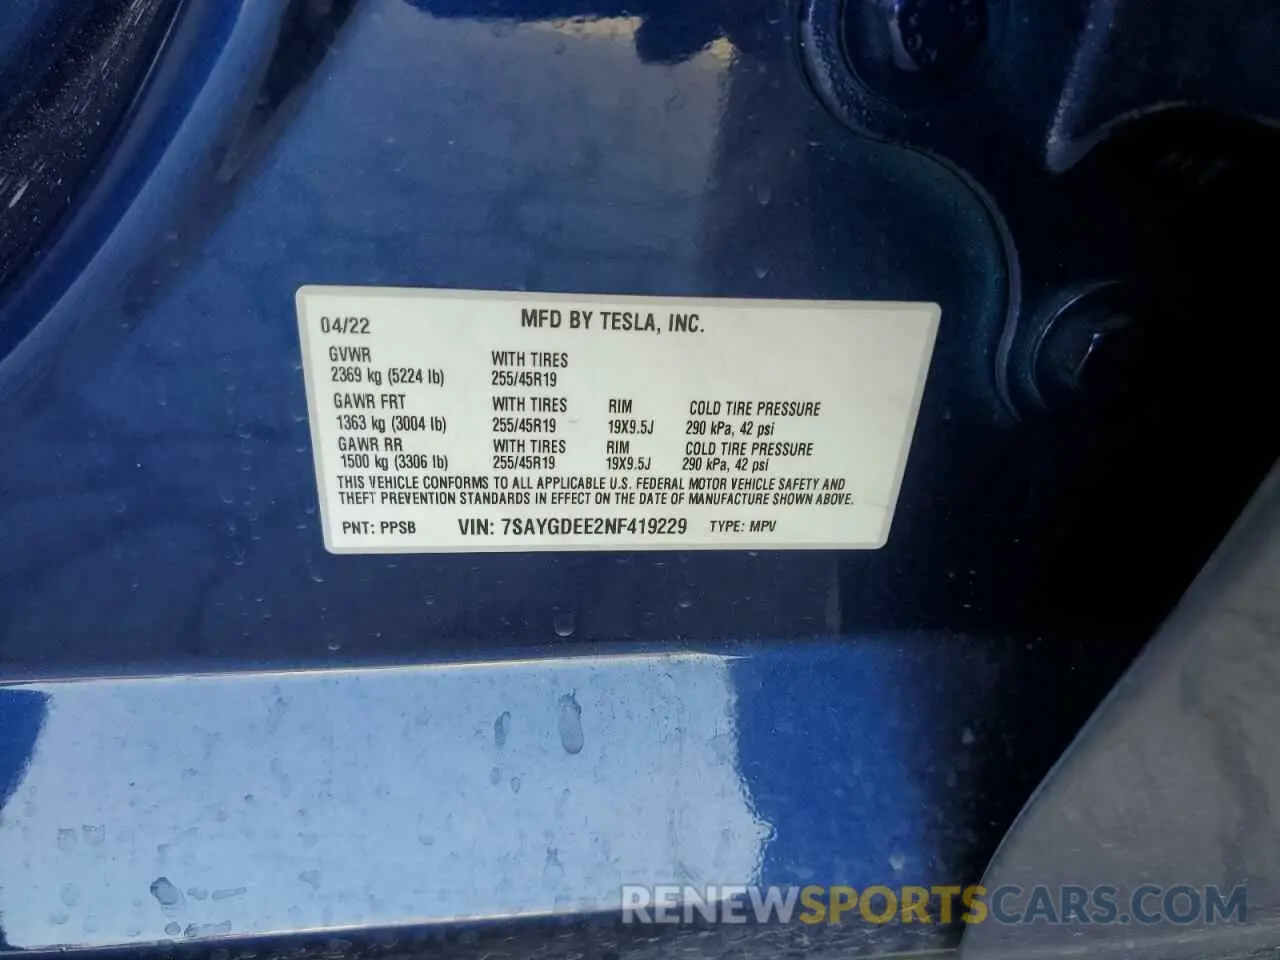 04/22 MFD BY TESLA, INC.
GVWR WITH TIRES
2369 kg (5224 lb) 255/45R19
GAWR FRT WITH TIRES RIM COLD TIRE PRESSURE
1363 kg (3004 lb) 255/45R19 19X9.5J 290 kPa, 42 psi
GAWR RR WITH TIRES RIM COLD TIRE PRESSURE
1500 kg (3306 lb) 255/45R19 19X9.5J 290 kPa, 42 psi
THIS VEHICLE CONFORMS TO ALL APPLICABLE U.S. FEDERAL MOTOR VEHICLE SAFETY AND
THEFT PREVENTION STANDARDS IN EFFECT ON THE DATE OF MANUFACTURE SHOWN ABOVE.
PNT: PPSB VIN: 7SAYGDEE2NF419229 TYPE: MPV
RENEWSPORTSCARS.COM